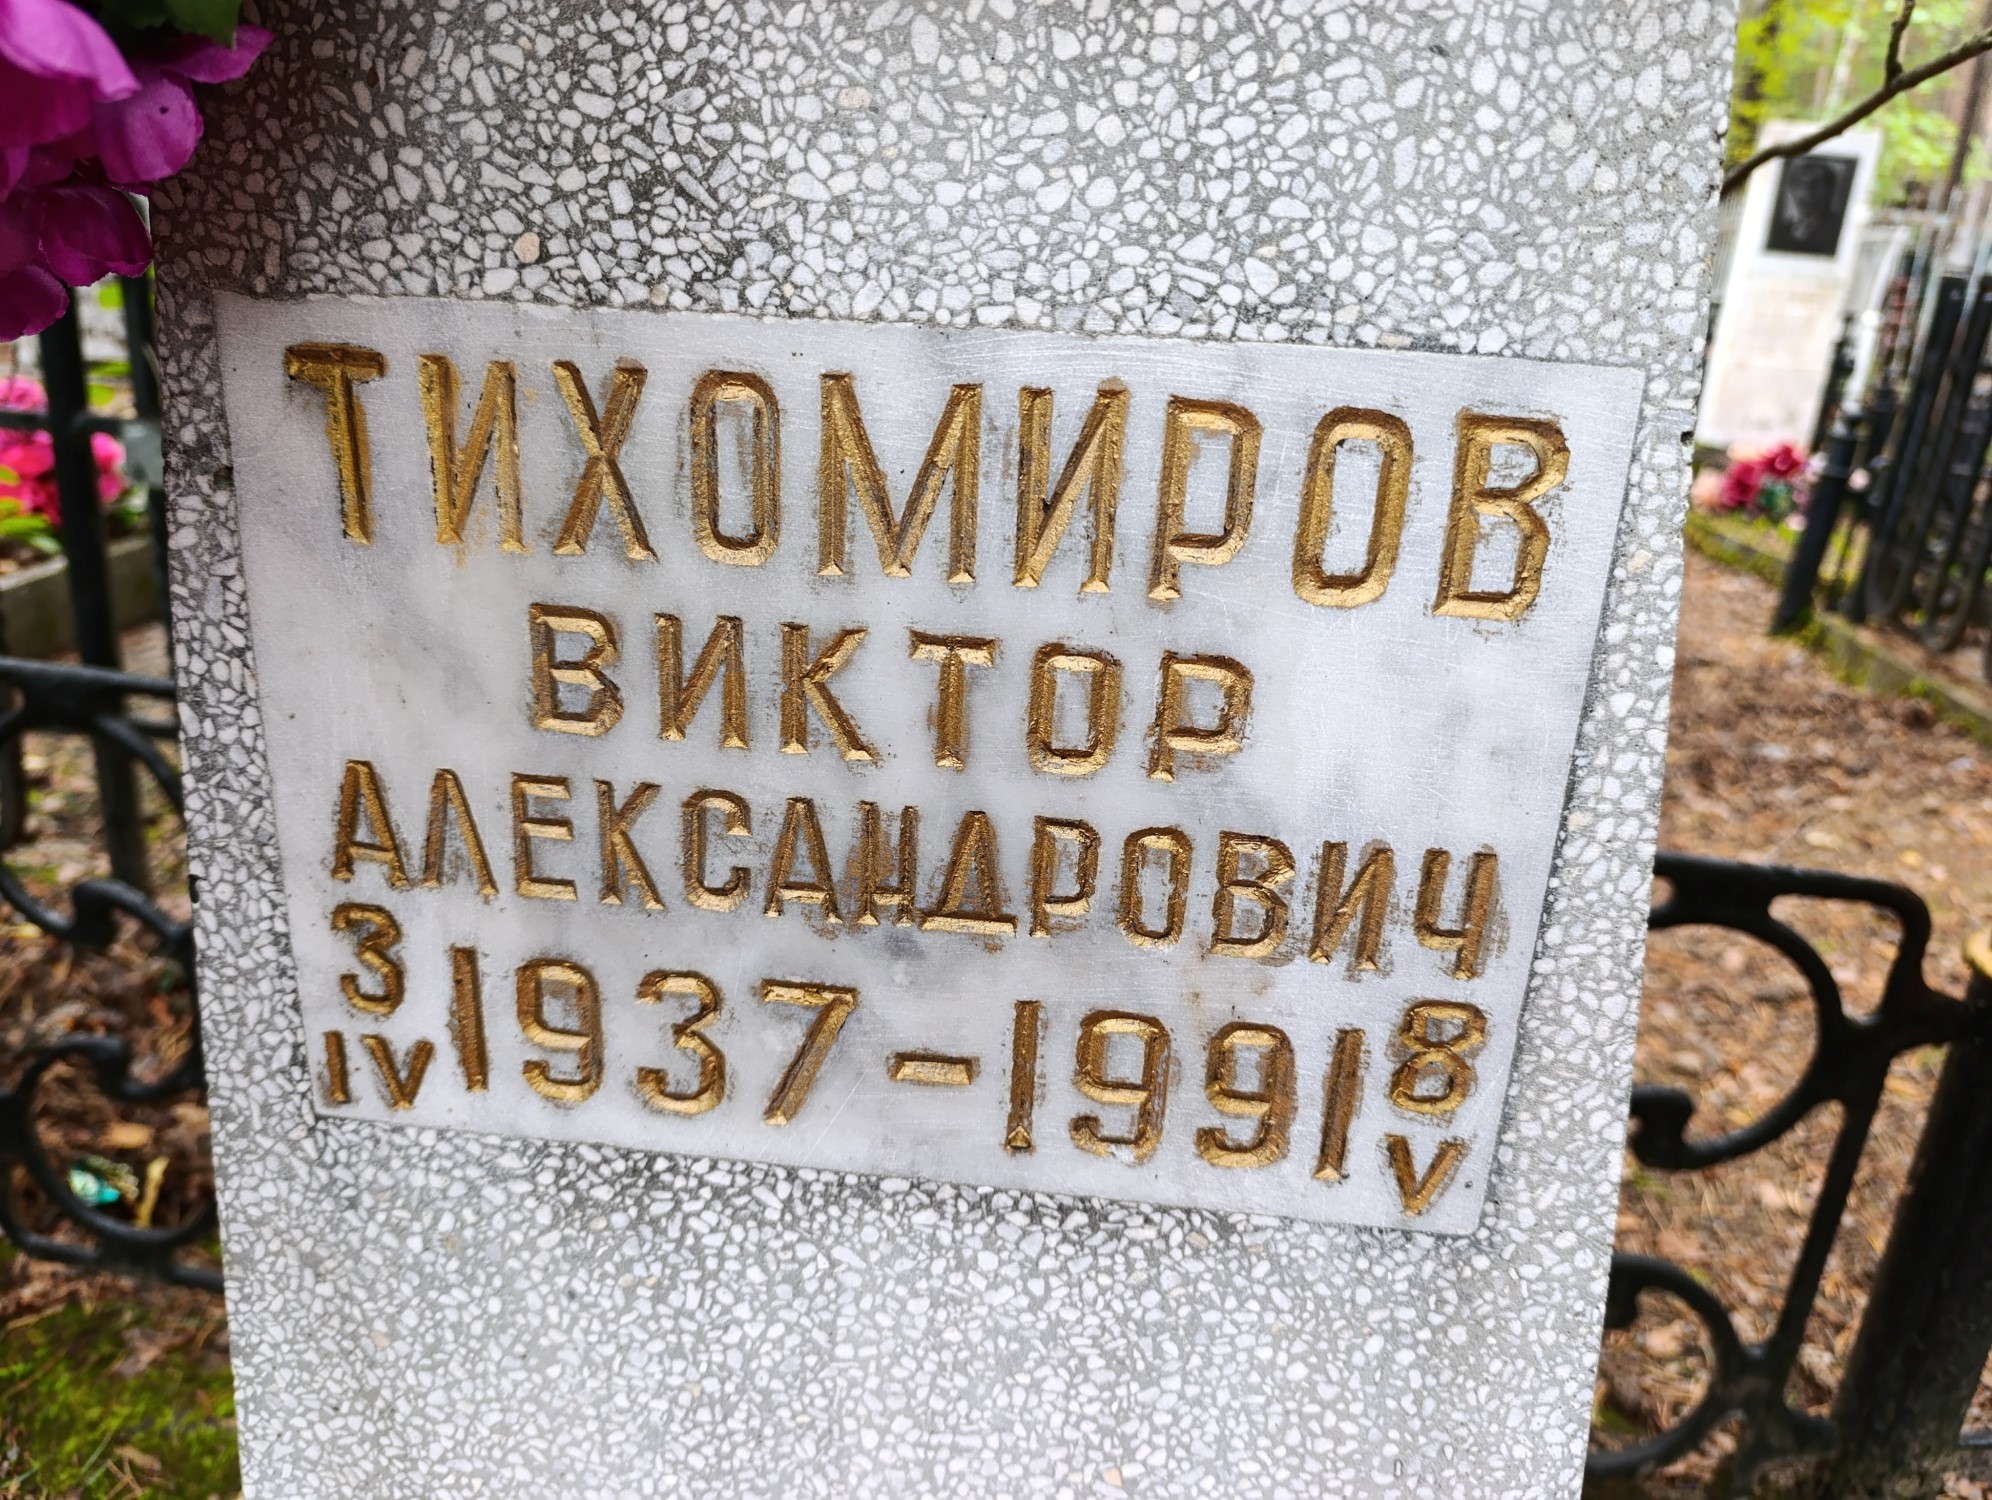 ТИХОМИРОВ
ВИКТОР
АЛЕКСАНДРОВИЧ
3 IV 1937-1991 8 V